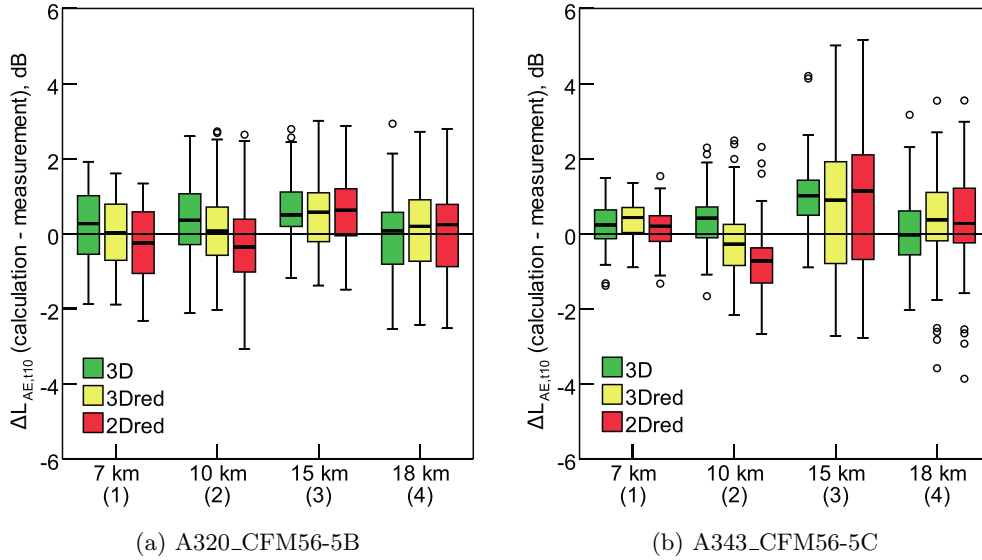 6
4
2
0
-2
-4
-6
ΔL_AE,t10 (calculation - measurement), dB
3D
3Dred
2Dred
7 km 10 km 15 km 18 km
(1) (2) (3) (4)
(a) A320_CFM56-5B
6
4
2
0
-2
-4
-6
ΔL_AE,t10 (calculation - measurement), dB
3D
3Dred
2Dred
7 km 10 km 15 km 18 km
(1) (2) (3) (4)
(b) A343_CFM56-5C